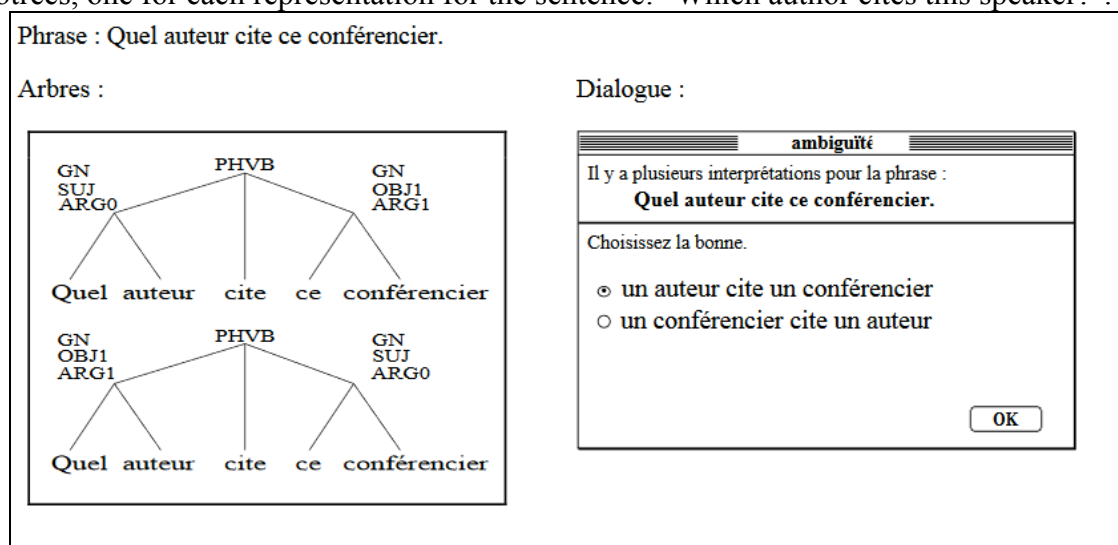 otrees, one for each representation for the sentence: "Which author cites this speaker?".
Phrase : Quel auteur cite ce conférencier.
Arbres :
GN PHVB GN
SUJ OBJ1
ARG0 ARG1
Quel auteur cite ce conférencier
GN PHVB GN
OBJ1 SUJ
ARG1 ARG0
Quel auteur cite ce conférencier
Dialogue :
ambiguïté
Il y a plusieurs interprétations pour la phrase :
Quel auteur cite ce conférencier.
Choisissez la bonne.
un auteur cite un conférencier
un conférencier cite un auteur
OK